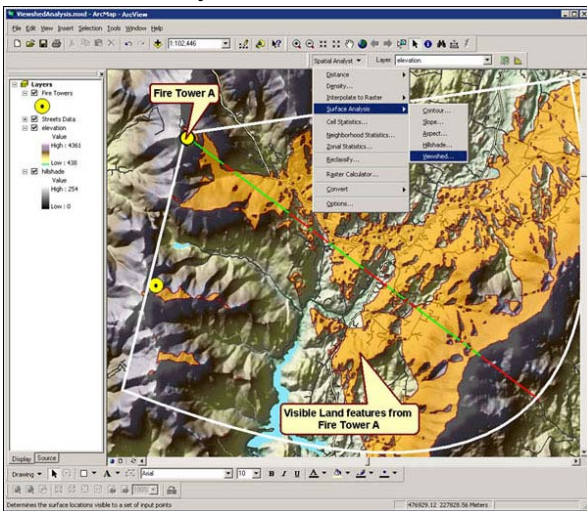 ViewshedAnalysis.mxd - ArcMap - ArcView
File Edit View Insert Selection Tools Window Help
1:102,446
Spatial Analyst Layer: elevation
Layers
Fire Towers
Streets Data
elevation
Value
High : 4361
Low : 438
hillshade
Value
High : 254
Low : 0
Fire Tower A
Distance
Density...
Interpolate to Raster
Surface Analysis
Cell Statistics...
Neighborhood Statistics...
Zonal Statistics...
Reclassify...
Raster Calculator...
Convert
Options...
Contour...
Slope...
Aspect...
Hillshade...
Viewshed...
Visible Land features from
Fire Tower A
Display Source
Drawing Arial 10 B I U A
100%
Determines the surface locations visible to a set of input points
476929.12 227828.56 Meters